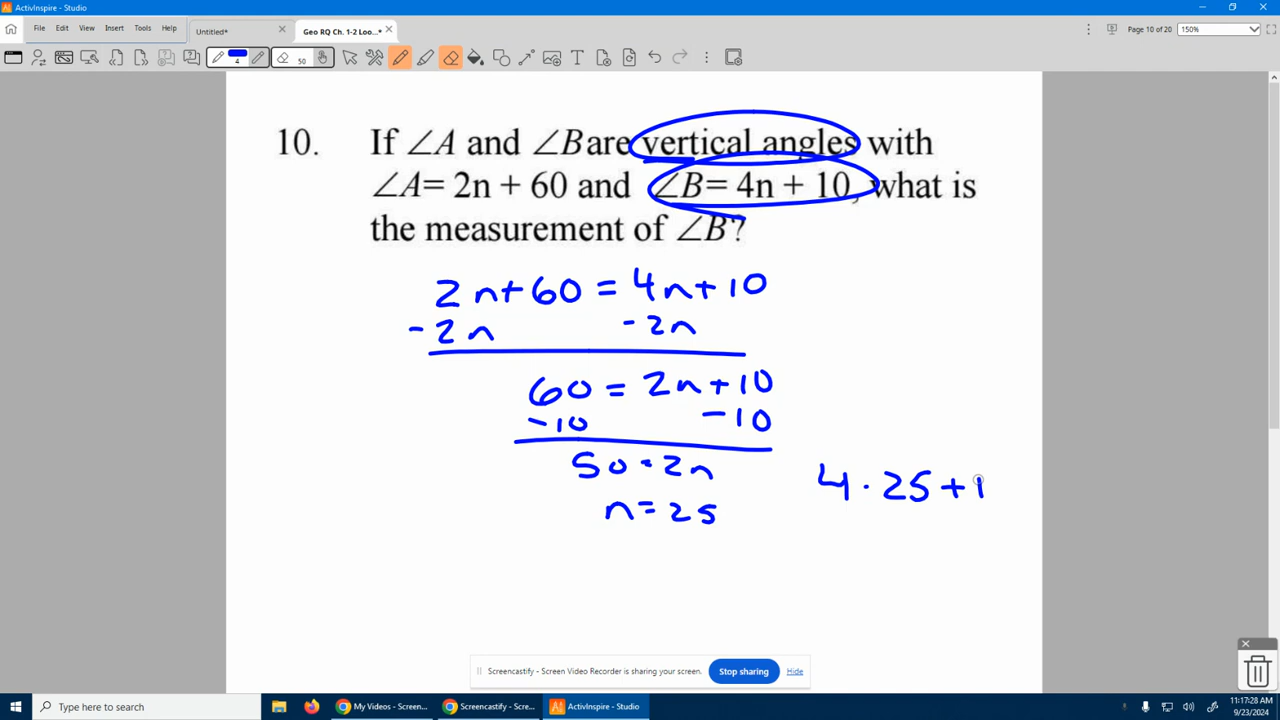 ActivInspire - Studio
File Edit View Insert Tools Help
Untitled*
Geo RQ Ch. 1-2 Loo...*
Page 10 of 20
150%
4
50
10. If ∠A and ∠B are vertical angles with
∠A= 2n + 60 and ∠B= 4n + 10, what is
the measurement of ∠B?
2n+60 = 4n+10
-2n -2n
60 = 2n+10
-10 -10
50 = 2n
n=25
4 · 25 + 1
Screencastify - Screen Video Recorder is sharing your screen.
Stop sharing
Hide
Type here to search
My Videos - Screen...
Screencastify - Scre...
ActivInspire - Studio
11:17:28 AM
9/23/2024